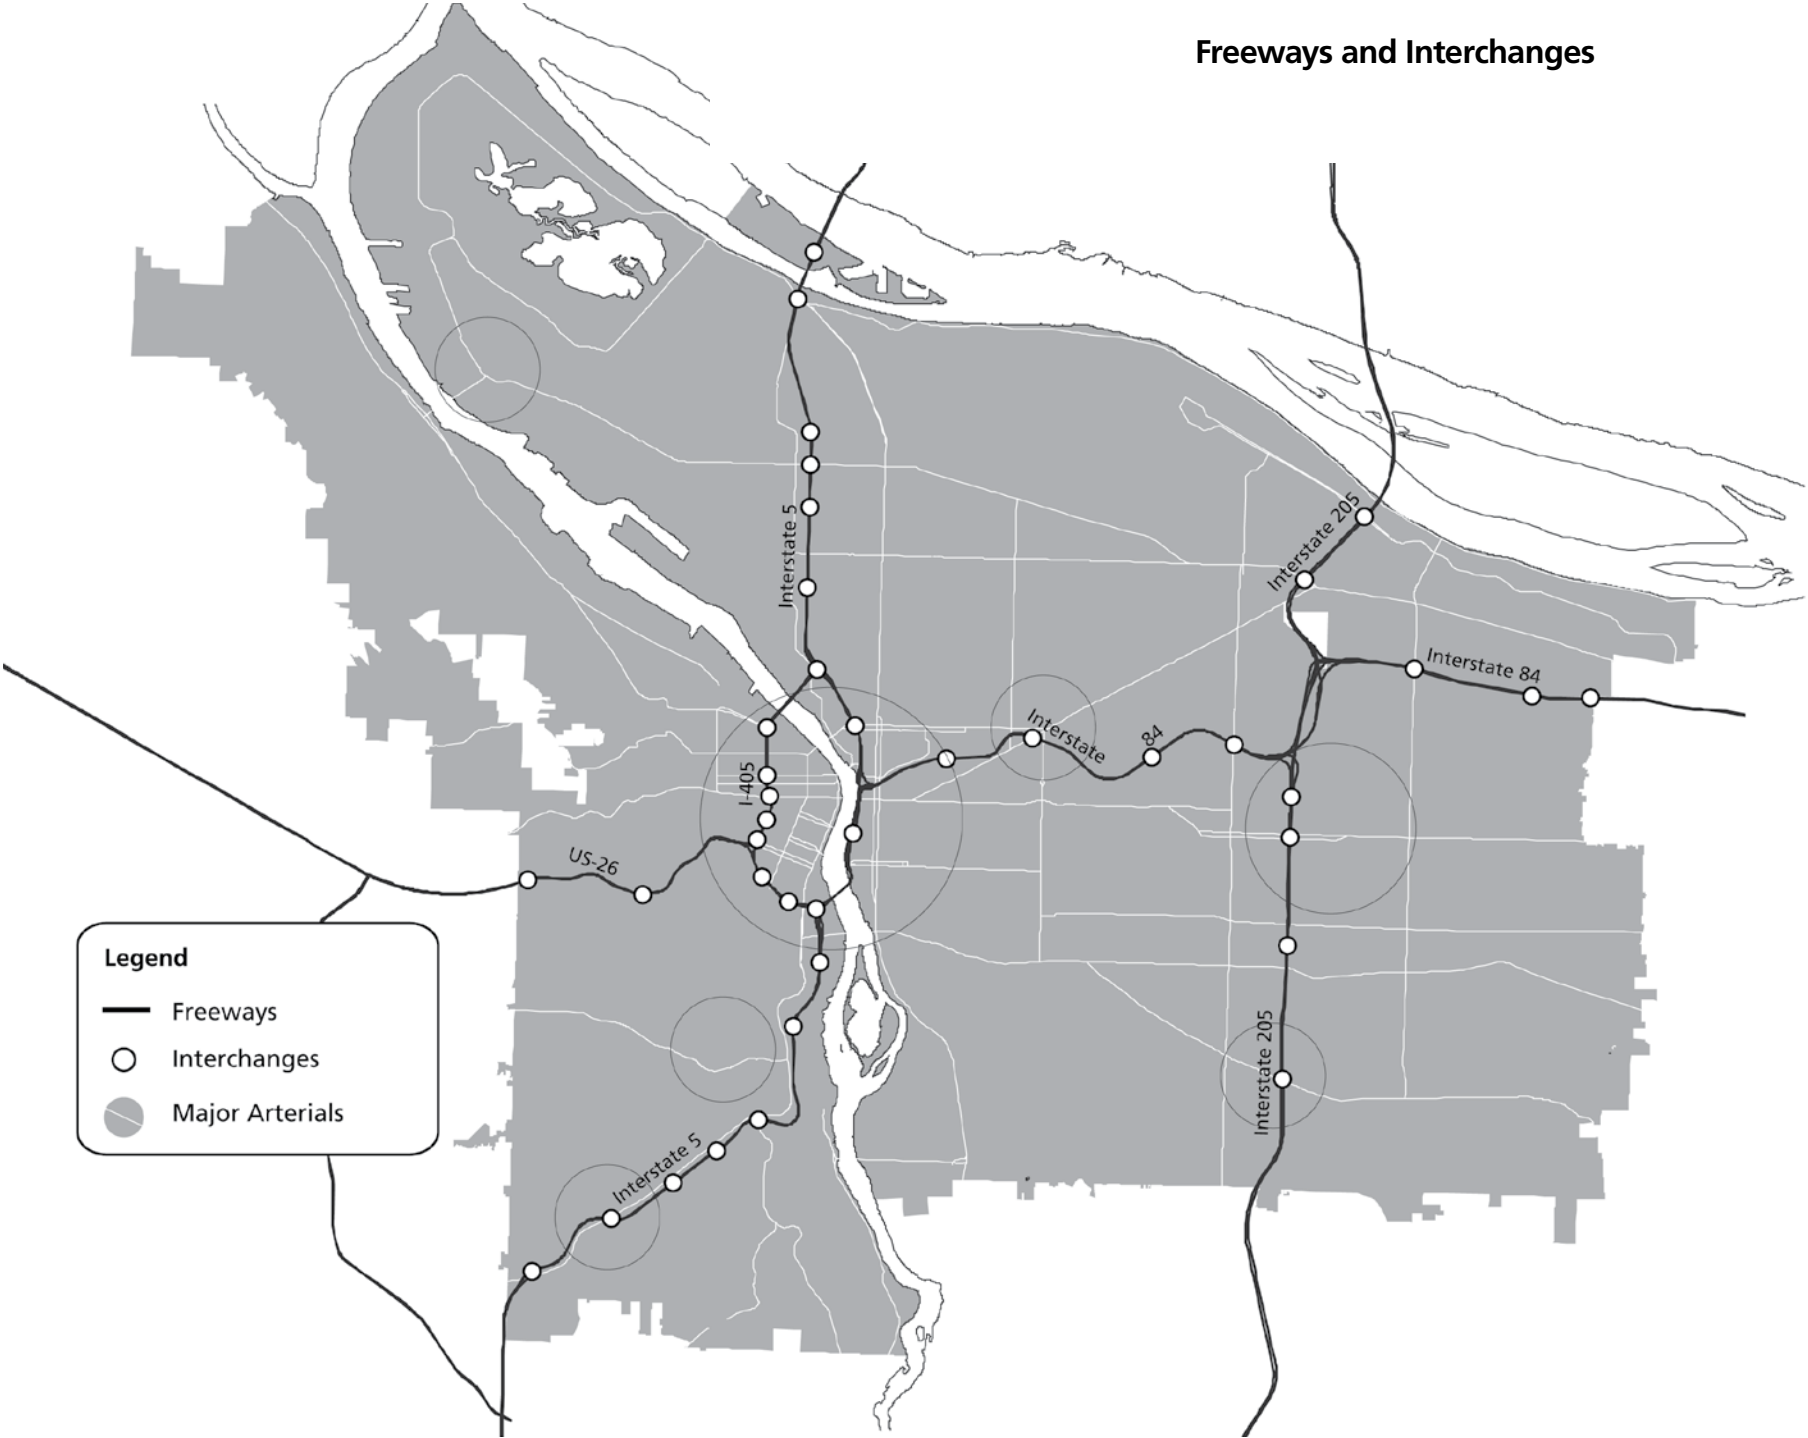 Freeways and Interchanges
Interstate 5
Interstate 205
Interstate 84
Interstate 84
I-405
US-26
Legend
Freeways
Interchanges
Major Arterials
Interstate 205
Interstate 5